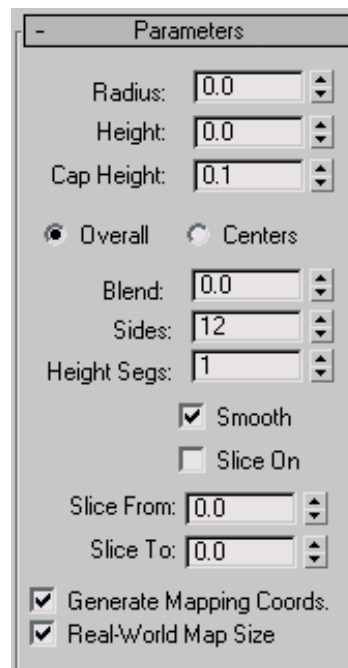 - Parameters
Radius: 0.0
Height: 0.0
Cap Height: 0.1
Overall Centers
Blend: 0.0
Sides: 12
Height Segs: 1
Smooth
Slice On
Slice From: 0.0
Slice To: 0.0
Generate Mapping Coords.
Real-World Map Size